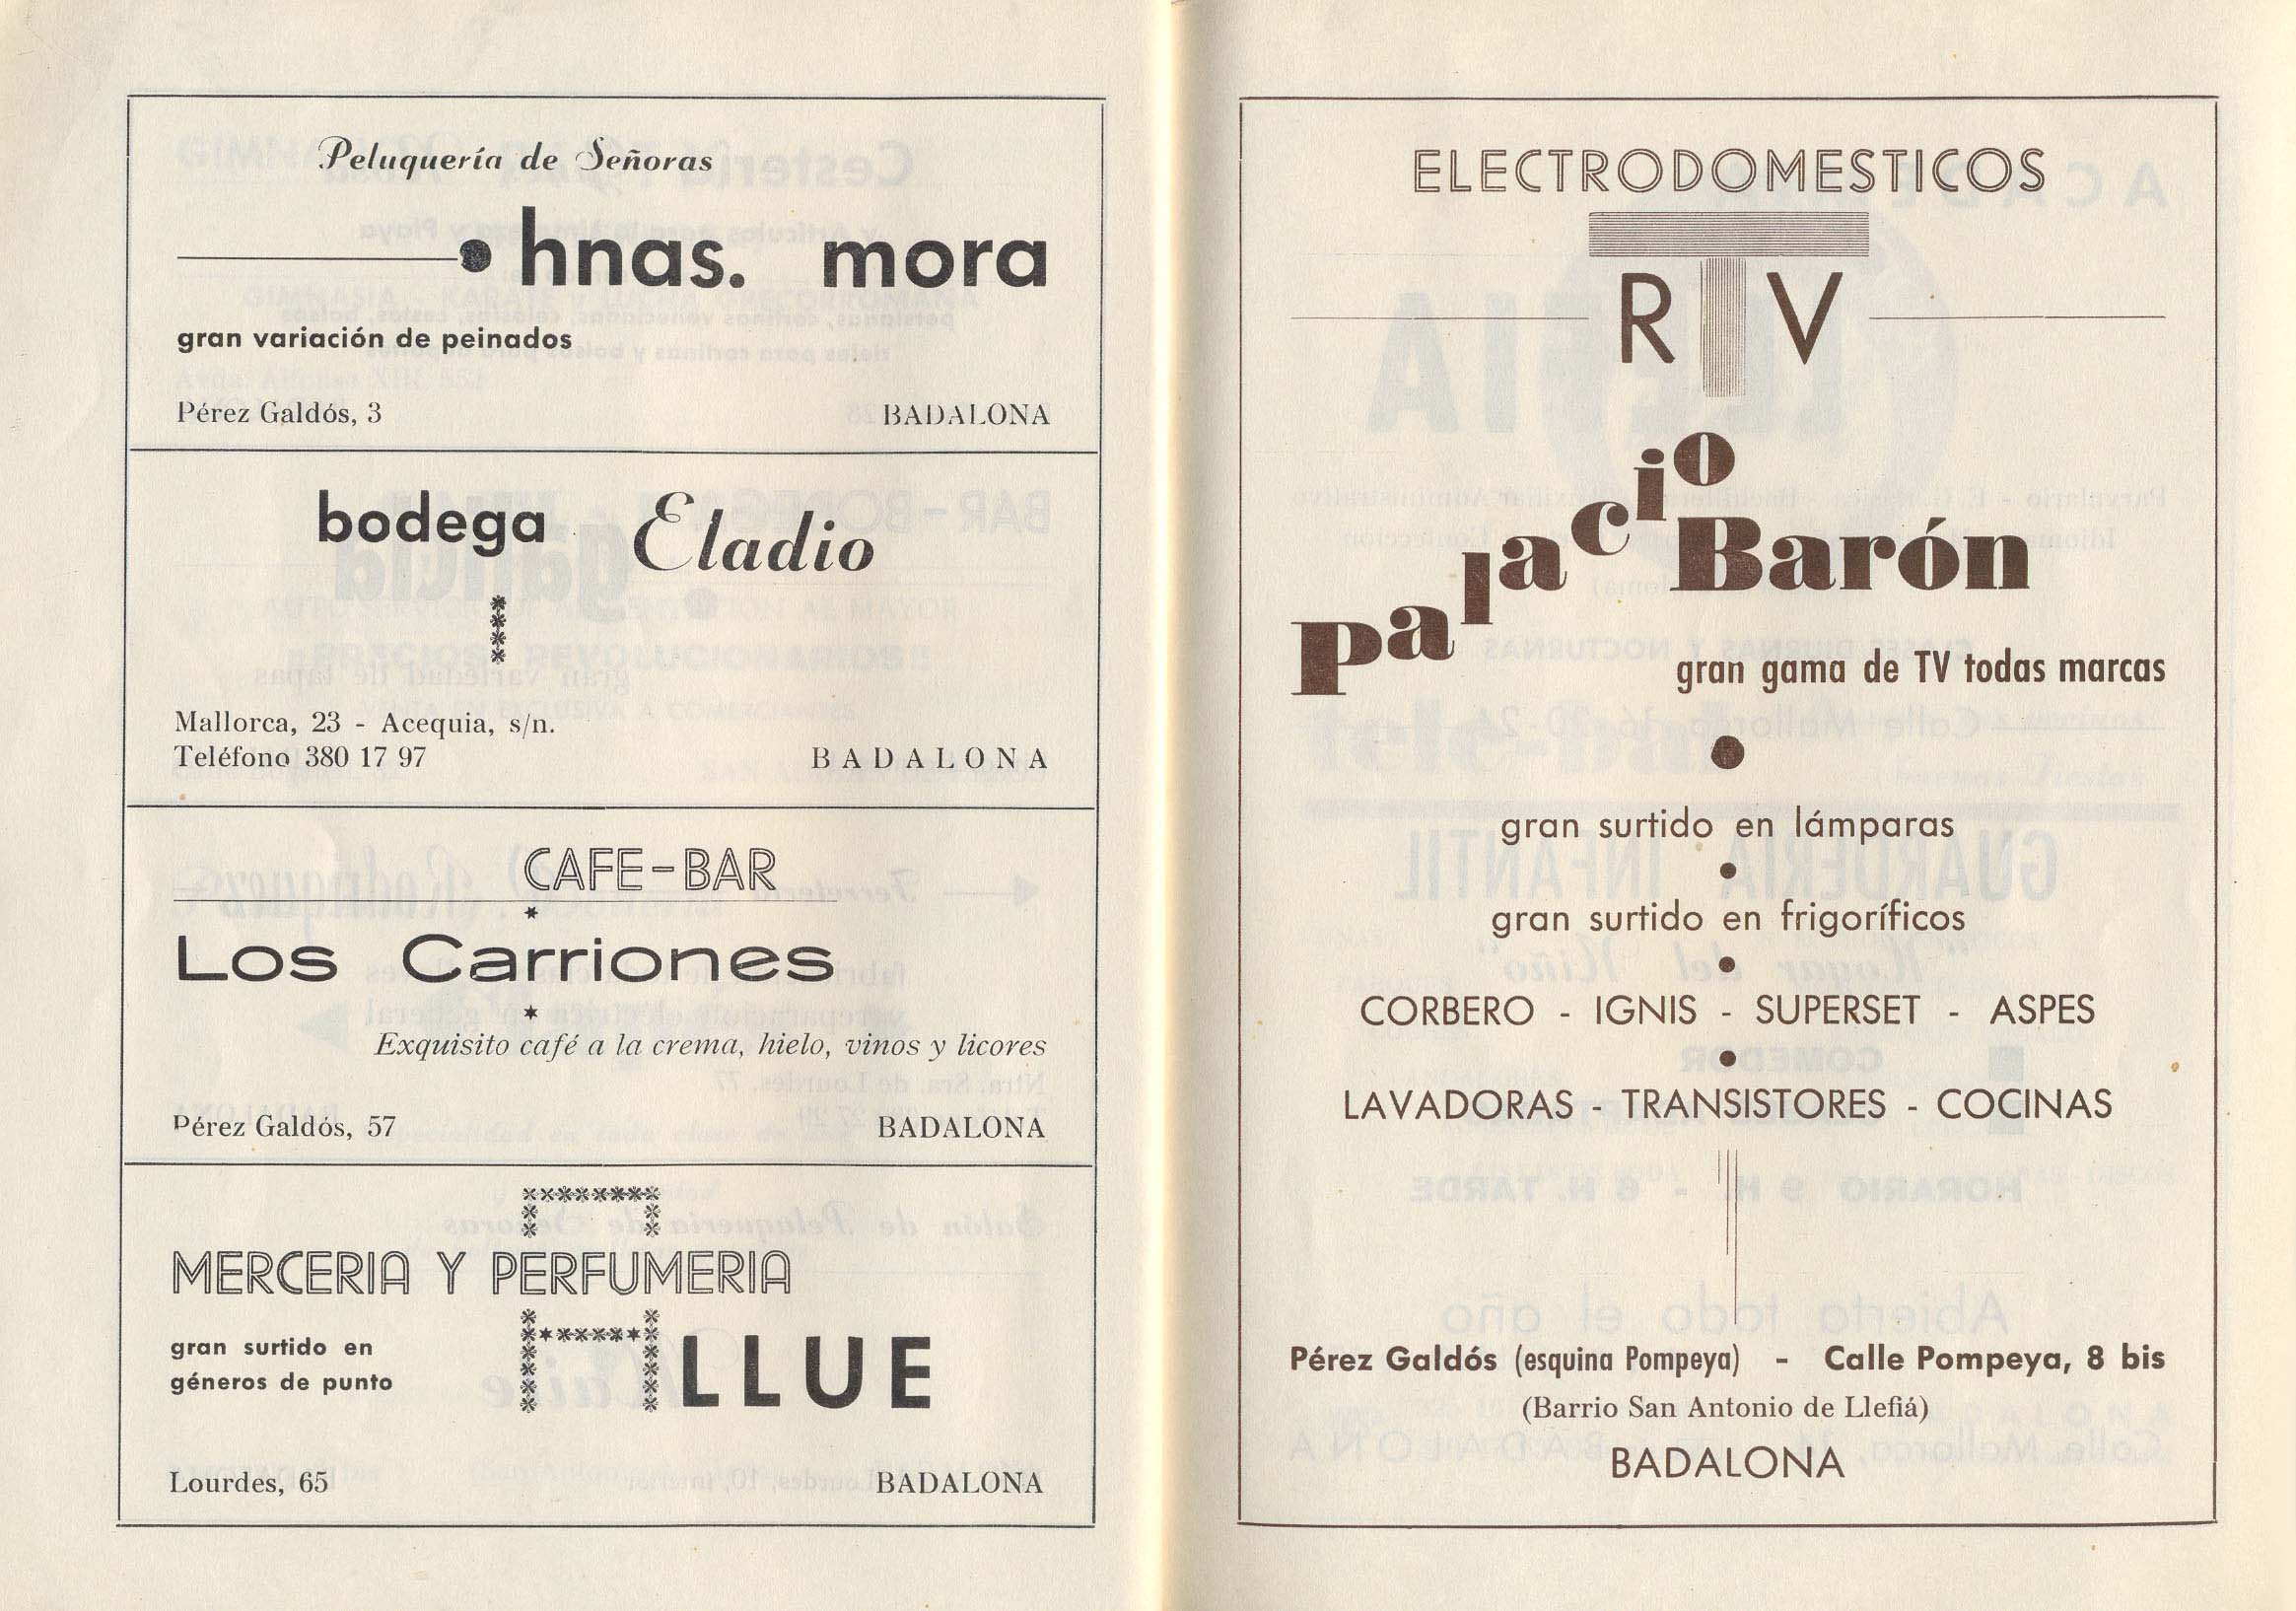 Peluquería de Señoras
hnas. mora
gran variación de peinados
Pérez Galdós, 3 BADALONA
bodega Eladio
Mallorca, 23 - Acequia, s/n.
Teléfono 380 17 97 BADALONA
CAFE-BAR
Los Carriones
Exquisito café a la crema, hielo, vinos y licores
Pérez Galdós, 57 BADALONA
MERCERIA Y PERFUMERIA
gran surtido en
géneros de punto
ALLUE
Lourdes, 65 BADALONA
ELECTRODOMESTICOS
RTV
palacio Barón
gran gama de TV todas marcas
gran surtido en lámparas
gran surtido en frigoríficos
CORBERO - IGNIS - SUPERSET - ASPES
LAVADORAS - TRANSISTORES - COCINAS
Pérez Galdós (esquina Pompeya) - Calle Pompeya, 8 bis
(Barrio San Antonio de Llefiá)
BADALONA